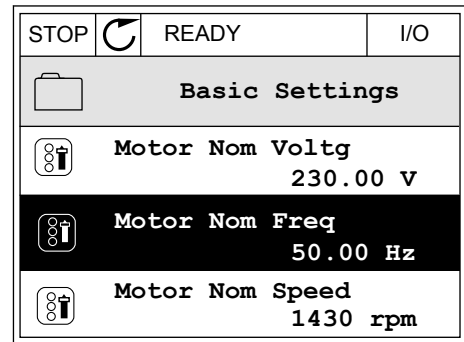 STOP READY I/O
Basic Settings
Motor Nom Voltg
230.00 V
Motor Nom Freq
50.00 Hz
Motor Nom Speed
1430 rpm